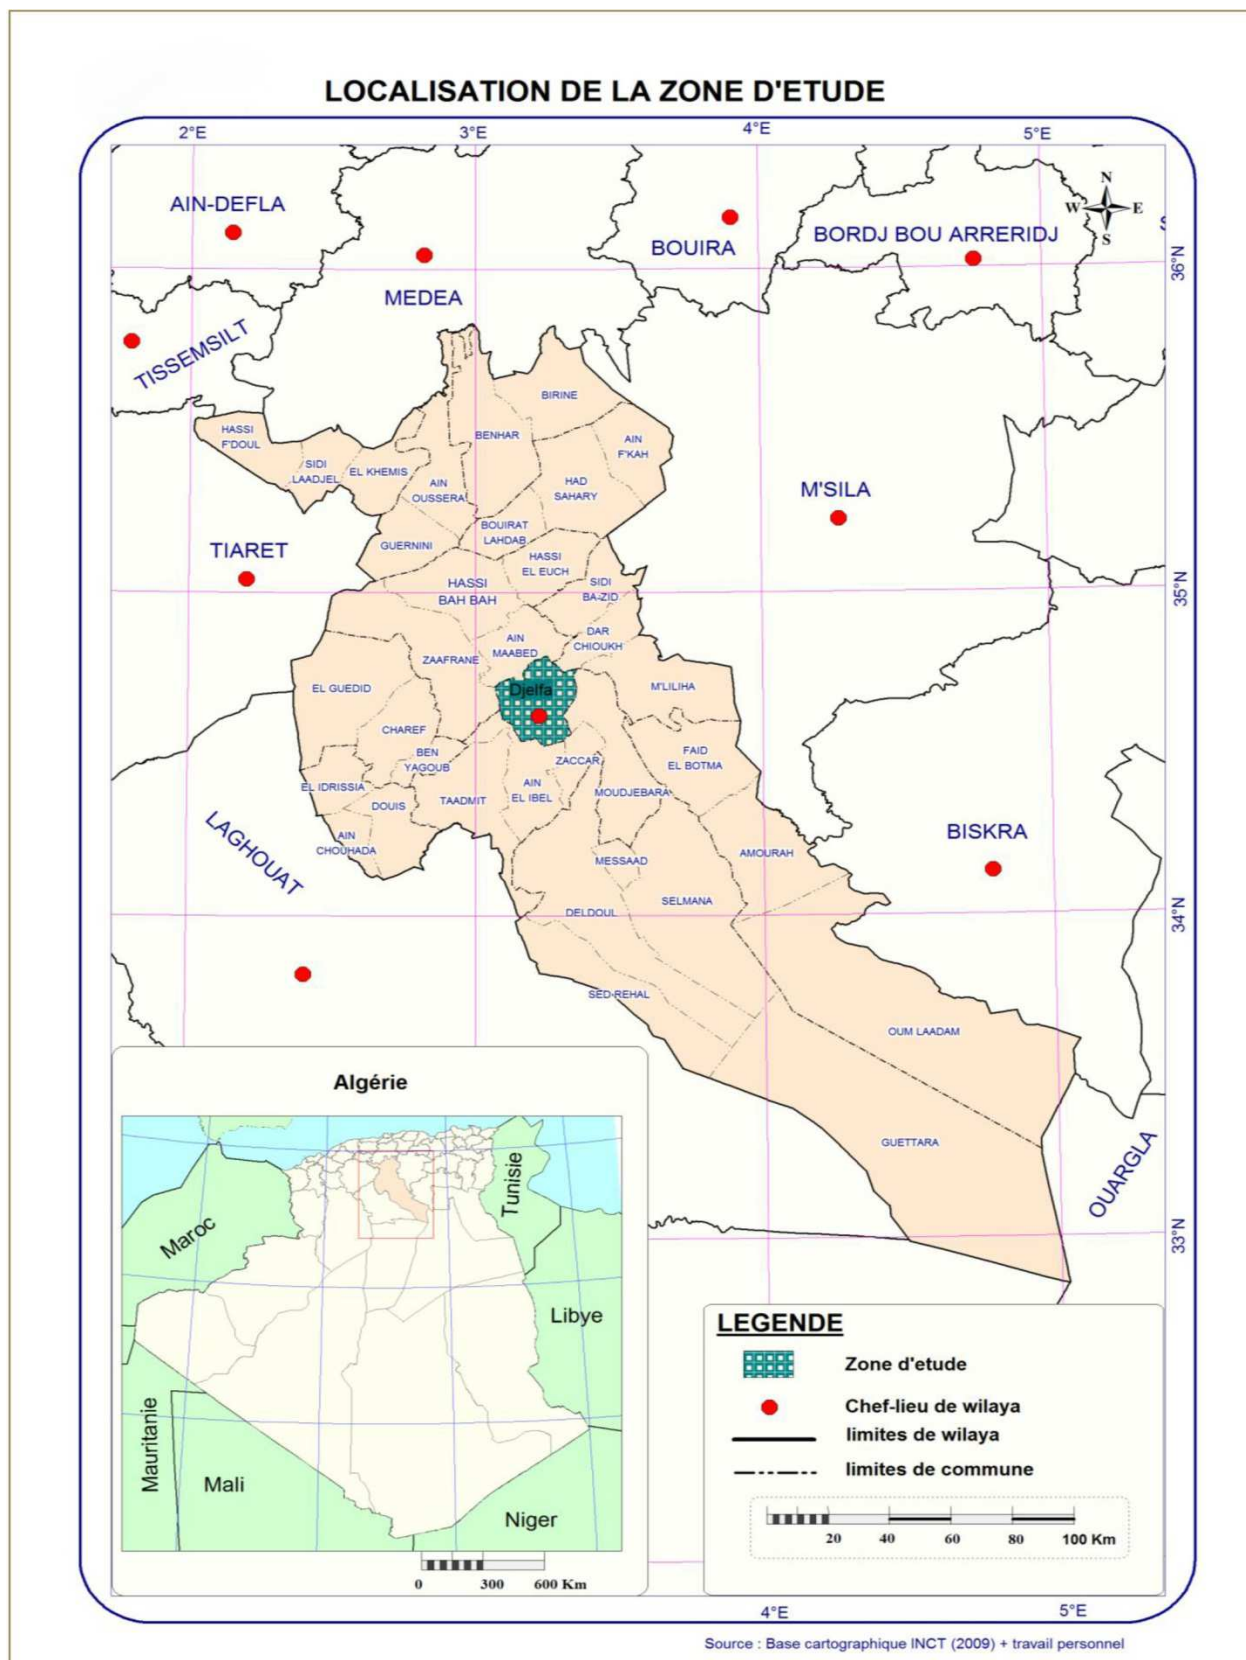 LOCALISATION DE LA ZONE D'ETUDE
2°E
3°E
4°E
5°E
N
W
E
S
AIN-DEFLA
BOUIRA
BORDJ BOU ARRERIDJ
36°N
MEDEA
TISSEMSILT
BIRINE
HASSI
F'DOUL
BENHAR
AIN
F'KAH
SIDI
LAADJEL
EL KHEMIS
AIN
OUSSERA
HAD
SAHARY
M'SILA
BOUIRAT
LAHDAB
GUERNINI
TIARET
HASSI
EL EUCH
35°N
HASSI
BAH BAH
SIDI
BA-ZID
AIN
MAABED
DAR
CHIOUKH
ZAAFRANE
EL GUEDID
Djelfa
M'LILIHA
CHAREF
BEN
YAGOUB
ZACCAR
FAID
EL BOTMA
EL IDRISSIA
DOUIS
TAADMIT
AIN
EL IBEL
MOUDJEBARA
LAGHOUAT
AIN
CHOUHADA
MESSAAD
AMOURAH
BISKRA
DELDOUL
SELMANA
34°N
SED-REHAL
OUM LAADAM
GUETTARA
OUARGLA
33°N
Algérie
Maroc
Tunisie
Libye
Mauritanie
Mali
Niger
0 300 600 Km
LEGENDE
Zone d'etude
Chef-lieu de wilaya
limites de wilaya
limites de commune
20 40 60 80 100 Km
4°E
5°E
Source : Base cartographique INCT (2009) + travail personnel